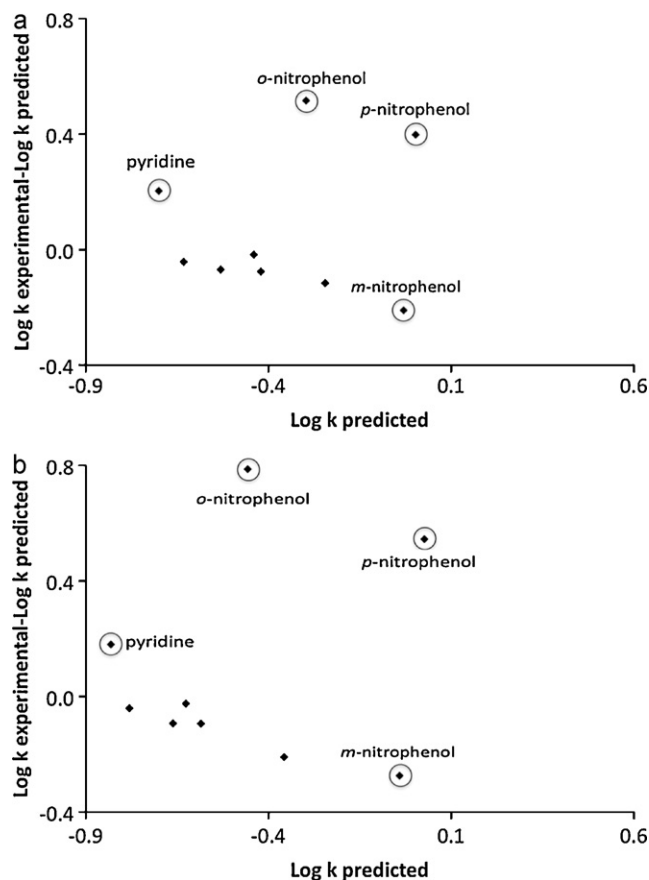 a
0.8
0.4
0.0
-0.4
-0.9
-0.4
0.1
0.6
Log k experimental-Log k predicted
Log k predicted
o-nitrophenol
p-nitrophenol
pyridine
m-nitrophenol
b
0.8
0.4
0.0
-0.4
-0.9
-0.4
0.1
0.6
Log k experimental-Log k predicted
Log k predicted
o-nitrophenol
p-nitrophenol
pyridine
m-nitrophenol